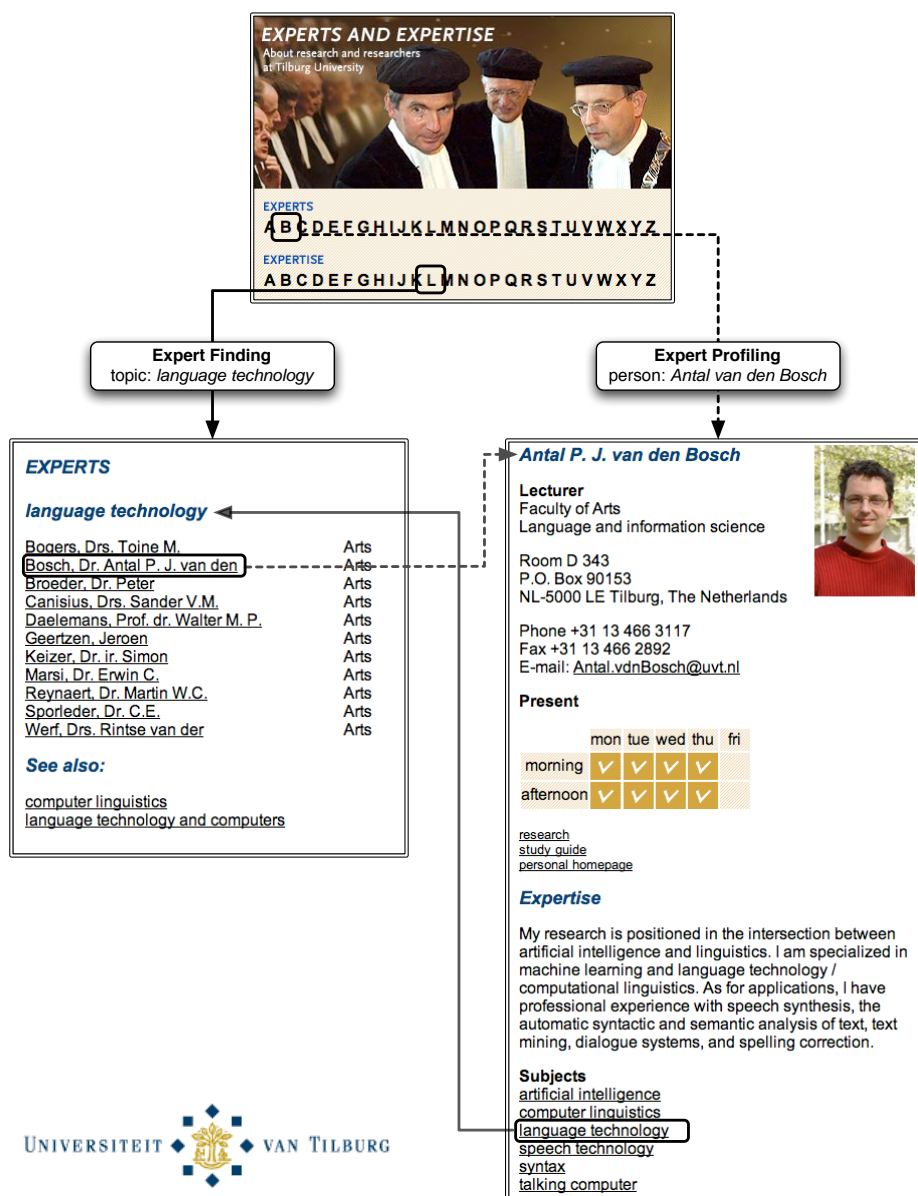 EXPERTS AND EXPERTISE
About research and researchers
at Tilburg University
EXPERTS
A B C D E F G H I J K L M N O P Q R S T U V W X Y Z
EXPERTISE
A B C D E F G H I J K L M N O P Q R S T U V W X Y Z
Expert Finding
topic: language technology
Expert Profiling
person: Antal van den Bosch
EXPERTS
language technology
Bogers, Drs. Toine M. Arts
Bosch, Dr. Antal P. J. van den Arts
Broeder, Dr. Peter Arts
Canisius, Drs. Sander V.M. Arts
Daelemans, Prof. dr. Walter M. P. Arts
Geertzen, Jeroen Arts
Keizer, Dr. ir. Simon Arts
Marsi, Dr. Erwin C. Arts
Reynaert, Dr. Martin W.C. Arts
Sporleder, Dr. C.E. Arts
Werf, Drs. Rintse van der Arts
See also:
computer linguistics
language technology and computers
Antal P. J. van den Bosch
Lecturer
Faculty of Arts
Language and information science
Room D 343
P.O. Box 90153
NL-5000 LE Tilburg, The Netherlands
Phone +31 13 466 3117
Fax +31 13 466 2892
E-mail: Antal.vdnBosch@uvt.nl
Present
mon tue wed thu fri
morning
afternoon
research
study guide
personal homepage
Expertise
My research is positioned in the intersection between
artificial intelligence and linguistics. I am specialized in
machine learning and language technology /
computational linguistics. As for applications, I have
professional experience with speech synthesis, the
automatic syntactic and semantic analysis of text, text
mining, dialogue systems, and spelling correction.
Subjects
artificial intelligence
computer linguistics
language technology
speech technology
syntax
talking computer
UNIVERSITEIT VAN TILBURG